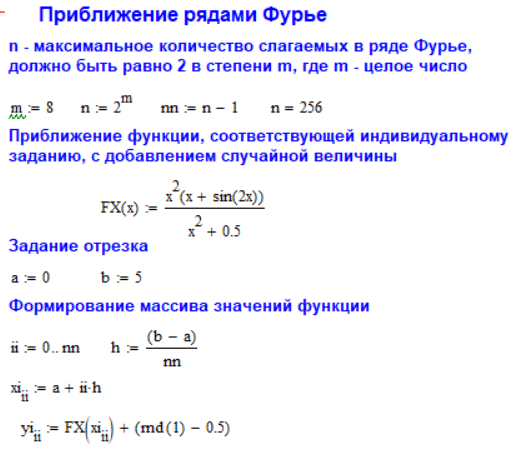 Приближение рядами Фурье
n - максимальное количество слагаемых в ряде Фурье,
должно быть равно 2 в степени m, где m - целое число
m := 8 n := 2^m nn := n − 1 n = 256
Приближение функции, соответствующей индивидуальному
заданию, с добавлением случайной величины
FX(x) := x^2(x + sin(2x)) / x^2 + 0.5
Задание отрезка
a := 0 b := 5
Формирование массива значений функции
ii := 0.. nn h := (b − a) / nn
xi_ii := a + ii·h
yi_ii := FX(xi_ii) + (rnd(1) − 0.5)